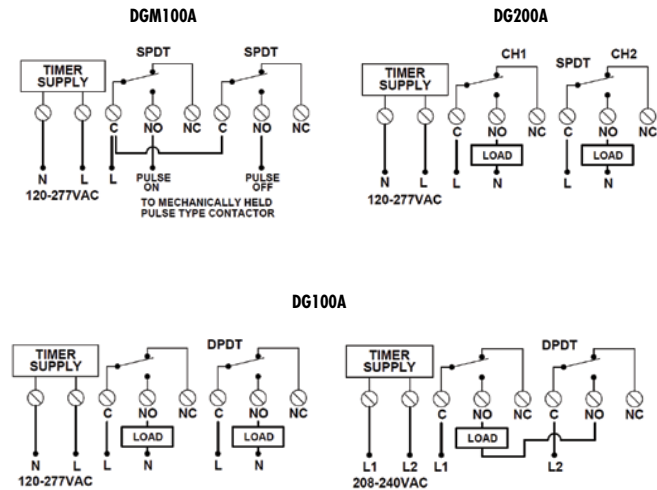 DGM100A
SPDT SPDT
TIMER SUPPLY
C NO NC C NO NC
N L L PULSE ON PULSE OFF
120-277VAC
TO MECHANICALLY HELD
PULSE TYPE CONTACTOR
DG200A
CH1 SPDT CH2
TIMER SUPPLY
C NO NC C NO NC
LOAD LOAD
N L L N L N
120-277VAC
DG100A
DPDT
TIMER SUPPLY
C NO NC C NO NC
LOAD LOAD
N L L N L N
120-277VAC
DPDT
TIMER SUPPLY
C NO NC C NO NC
LOAD
L1 L2 L1 L2
208-240VAC